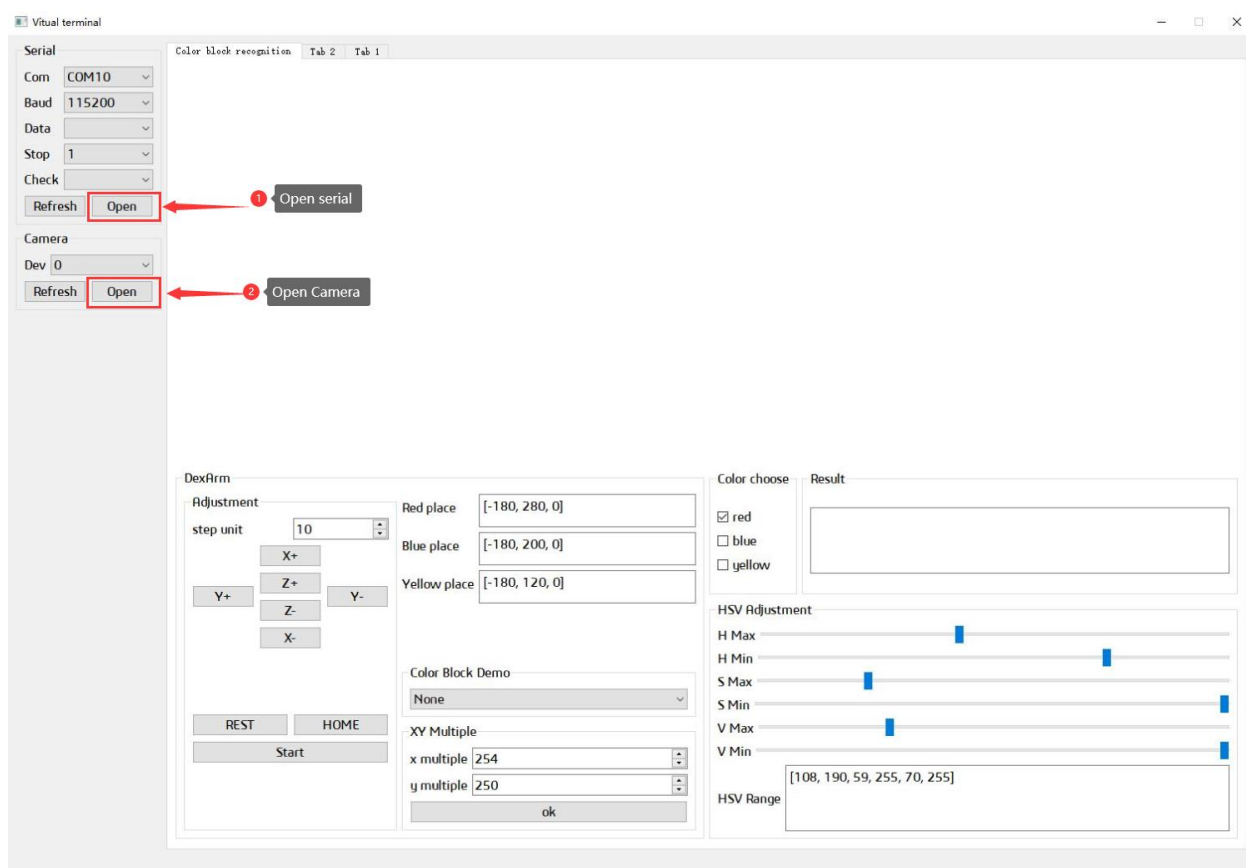 Vitual terminal
Serial
Com COM10
Baud 115200
Data
Stop 1
Check
Refresh Open
Camera
Dev 0
Refresh Open
Color block recognition Tab 2 Tab 1
1 Open serial
2 Open Camera
DexArm
Adjustment
step unit 10
X+
Z+
Y+ Y-
Z-
X-
REST HOME
Start
Red place [-180, 280, 0]
Blue place [-180, 200, 0]
Yellow place [-180, 120, 0]
Color Block Demo
None
XY Multiple
x multiple 254
y multiple 250
ok
Color choose
red
blue
yellow
Result
HSV Adjustment
H Max
H Min
S Max
S Min
V Max
V Min
HSV Range [108, 190, 59, 255, 70, 255]